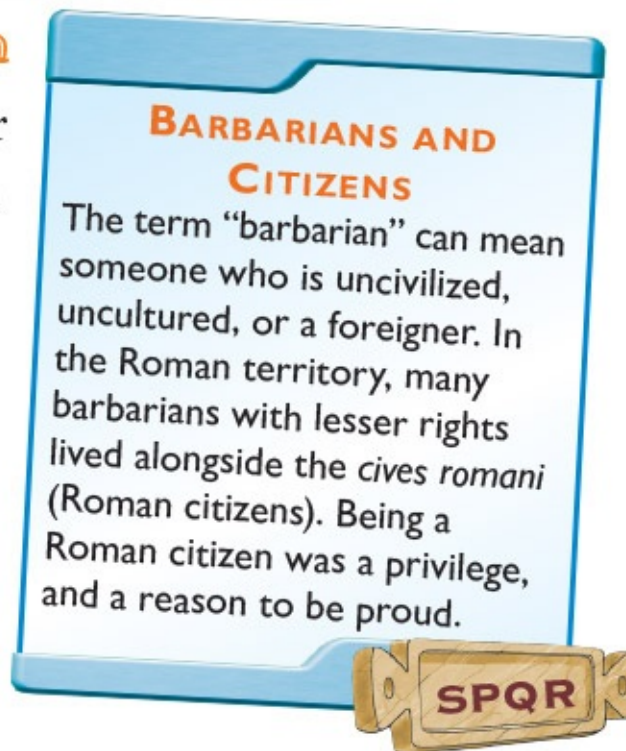 BARBARIANS AND
CITIZENS
The term “barbarian” can mean
someone who is uncivilized,
uncultured, or a foreigner. In
the Roman territory, many
barbarians with lesser rights
lived alongside the cives romani
(Roman citizens). Being a
Roman citizen was a privilege,
and a reason to be proud.
SPQR